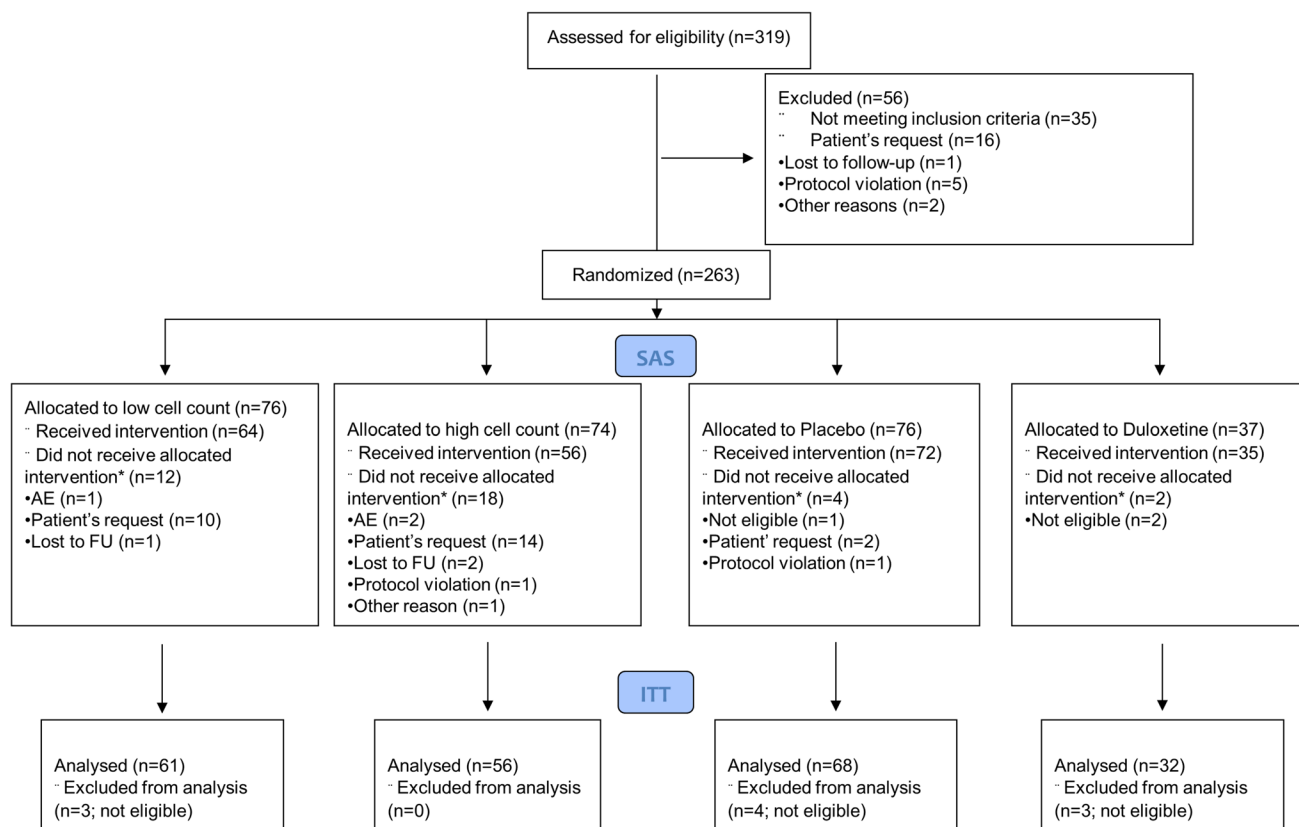 Assessed for eligibility (n=319)
Excluded (n=56)
¨ Not meeting inclusion criteria (n=35)
¨ Patient's request (n=16)
•Lost to follow-up (n=1)
•Protocol violation (n=5)
•Other reasons (n=2)
Randomized (n=263)
SAS
Allocated to low cell count (n=76)
¨ Received intervention (n=64)
¨ Did not receive allocated
intervention* (n=12)
•AE (n=1)
•Patient's request (n=10)
•Lost to FU (n=1)
Allocated to high cell count (n=74)
¨ Received intervention (n=56)
¨ Did not receive allocated
intervention* (n=18)
•AE (n=2)
•Patient's request (n=14)
•Lost to FU (n=2)
•Protocol violation (n=1)
•Other reason (n=1)
Allocated to Placebo (n=76)
¨ Received intervention (n=72)
¨ Did not receive allocated
intervention* (n=4)
•Not eligible (n=1)
•Patient' request (n=2)
•Protocol violation (n=1)
Allocated to Duloxetine (n=37)
¨ Received intervention (n=35)
¨ Did not receive allocated
intervention* (n=2)
•Not eligible (n=2)
ITT
Analysed (n=61)
¨ Excluded from analysis
(n=3; not eligible)
Analysed (n=56)
¨ Excluded from analysis
(n=0)
Analysed (n=68)
¨ Excluded from analysis
(n=4; not eligible)
Analysed (n=32)
¨ Excluded from analysis
(n=3; not eligible)